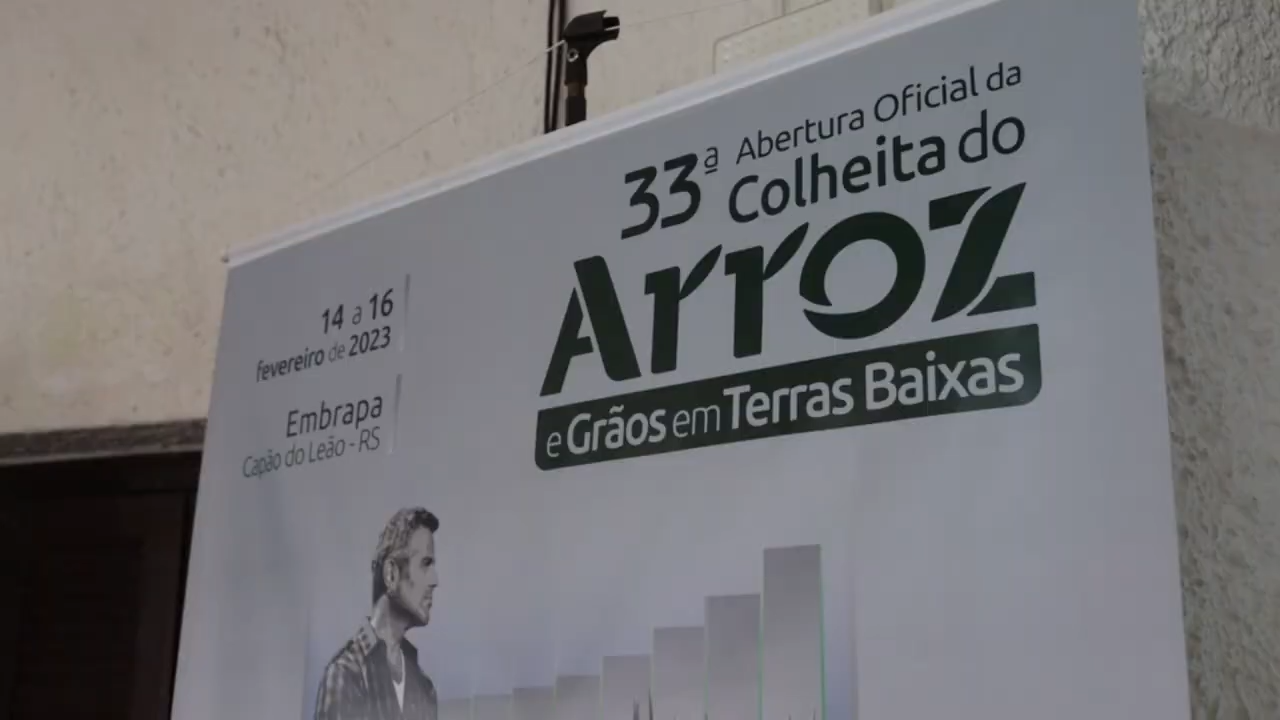 33ª Abertura Oficial da
Colheita do
Arroz
e Grãos em Terras Baixas
14 a 16
fevereiro de 2023
Embrapa
Capão do Leão - RS